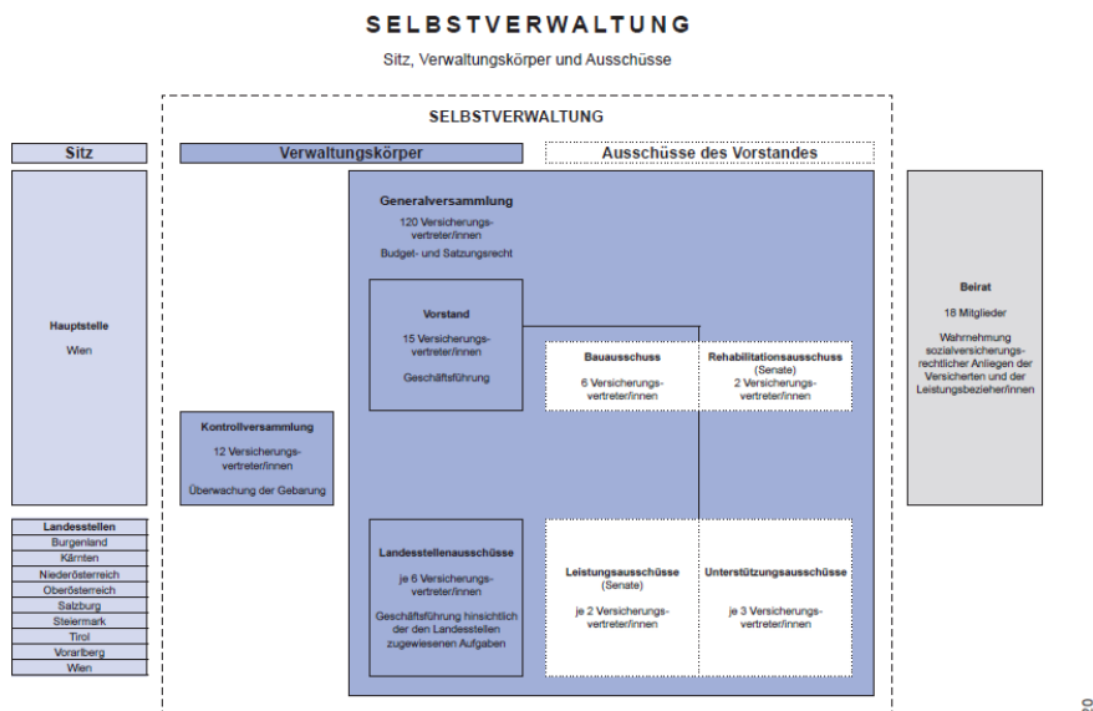 SELBSTVERWALTUNG
Sitz, Verwaltungskörper und Ausschüsse
SELBSTVERWALTUNG
Sitz
Verwaltungskörper
Ausschüsse des Vorstandes
Hauptstelle
Wien
Generalversammlung
120 Versicherungs-
vertreter/innen
Budget- und Satzungsrecht
Vorstand
15 Versicherungs-
vertreter/innen
Geschäftsführung
Bauausschuss
6 Versicherungs-
vertreter/innen
Rehabilitationsausschuss
(Senate)
2 Versicherungs-
vertreter/innen
Beirat
18 Mitglieder
Wahrnehmung
sozialversicherungs-
rechtlicher Anliegen der
Versicherten und der
Leistungsbezieher/innen
Kontrollversammlung
12 Versicherungs-
vertreter/innen
Überwachung der Gebarung
Landesstellen
Burgenland
Kärnten
Niederösterreich
Oberösterreich
Salzburg
Steiermark
Tirol
Vorarlberg
Wien
Landesstellenausschüsse
je 6 Versicherungs-
vertreter/innen
Geschäftsführung hinsichtlich
der den Landesstellen
zugewiesenen Aufgaben
Leistungsausschüsse
(Senate)
je 2 Versicherungs-
vertreter/innen
Unterstützungsausschüsse
je 3 Versicherungs-
vertreter/innen
20